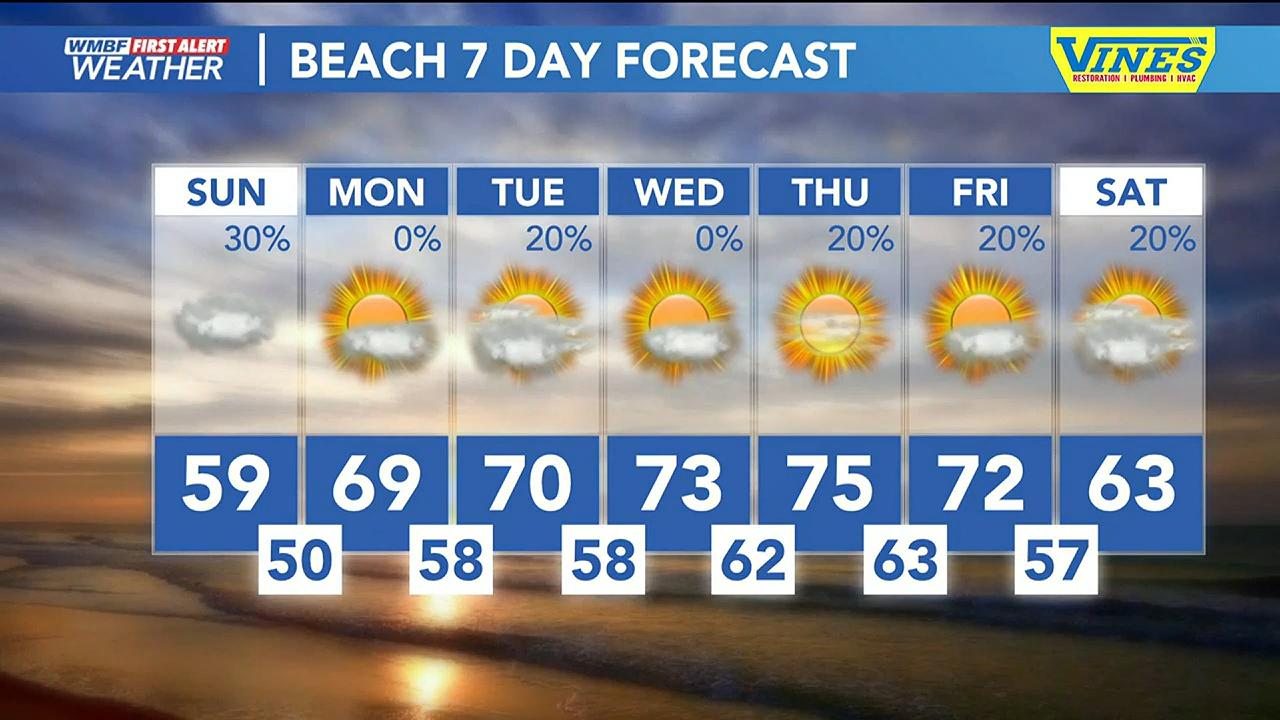 WMBF FIRST ALERT
WEATHER
BEACH 7 DAY FORECAST
VINES
RESTORATION | PLUMBING | HVAC
SUN MON TUE WED THU FRI SAT
30% 0% 20% 0% 20% 20% 20%
59 69 70 73 75 72 63
50 58 58 62 63 57